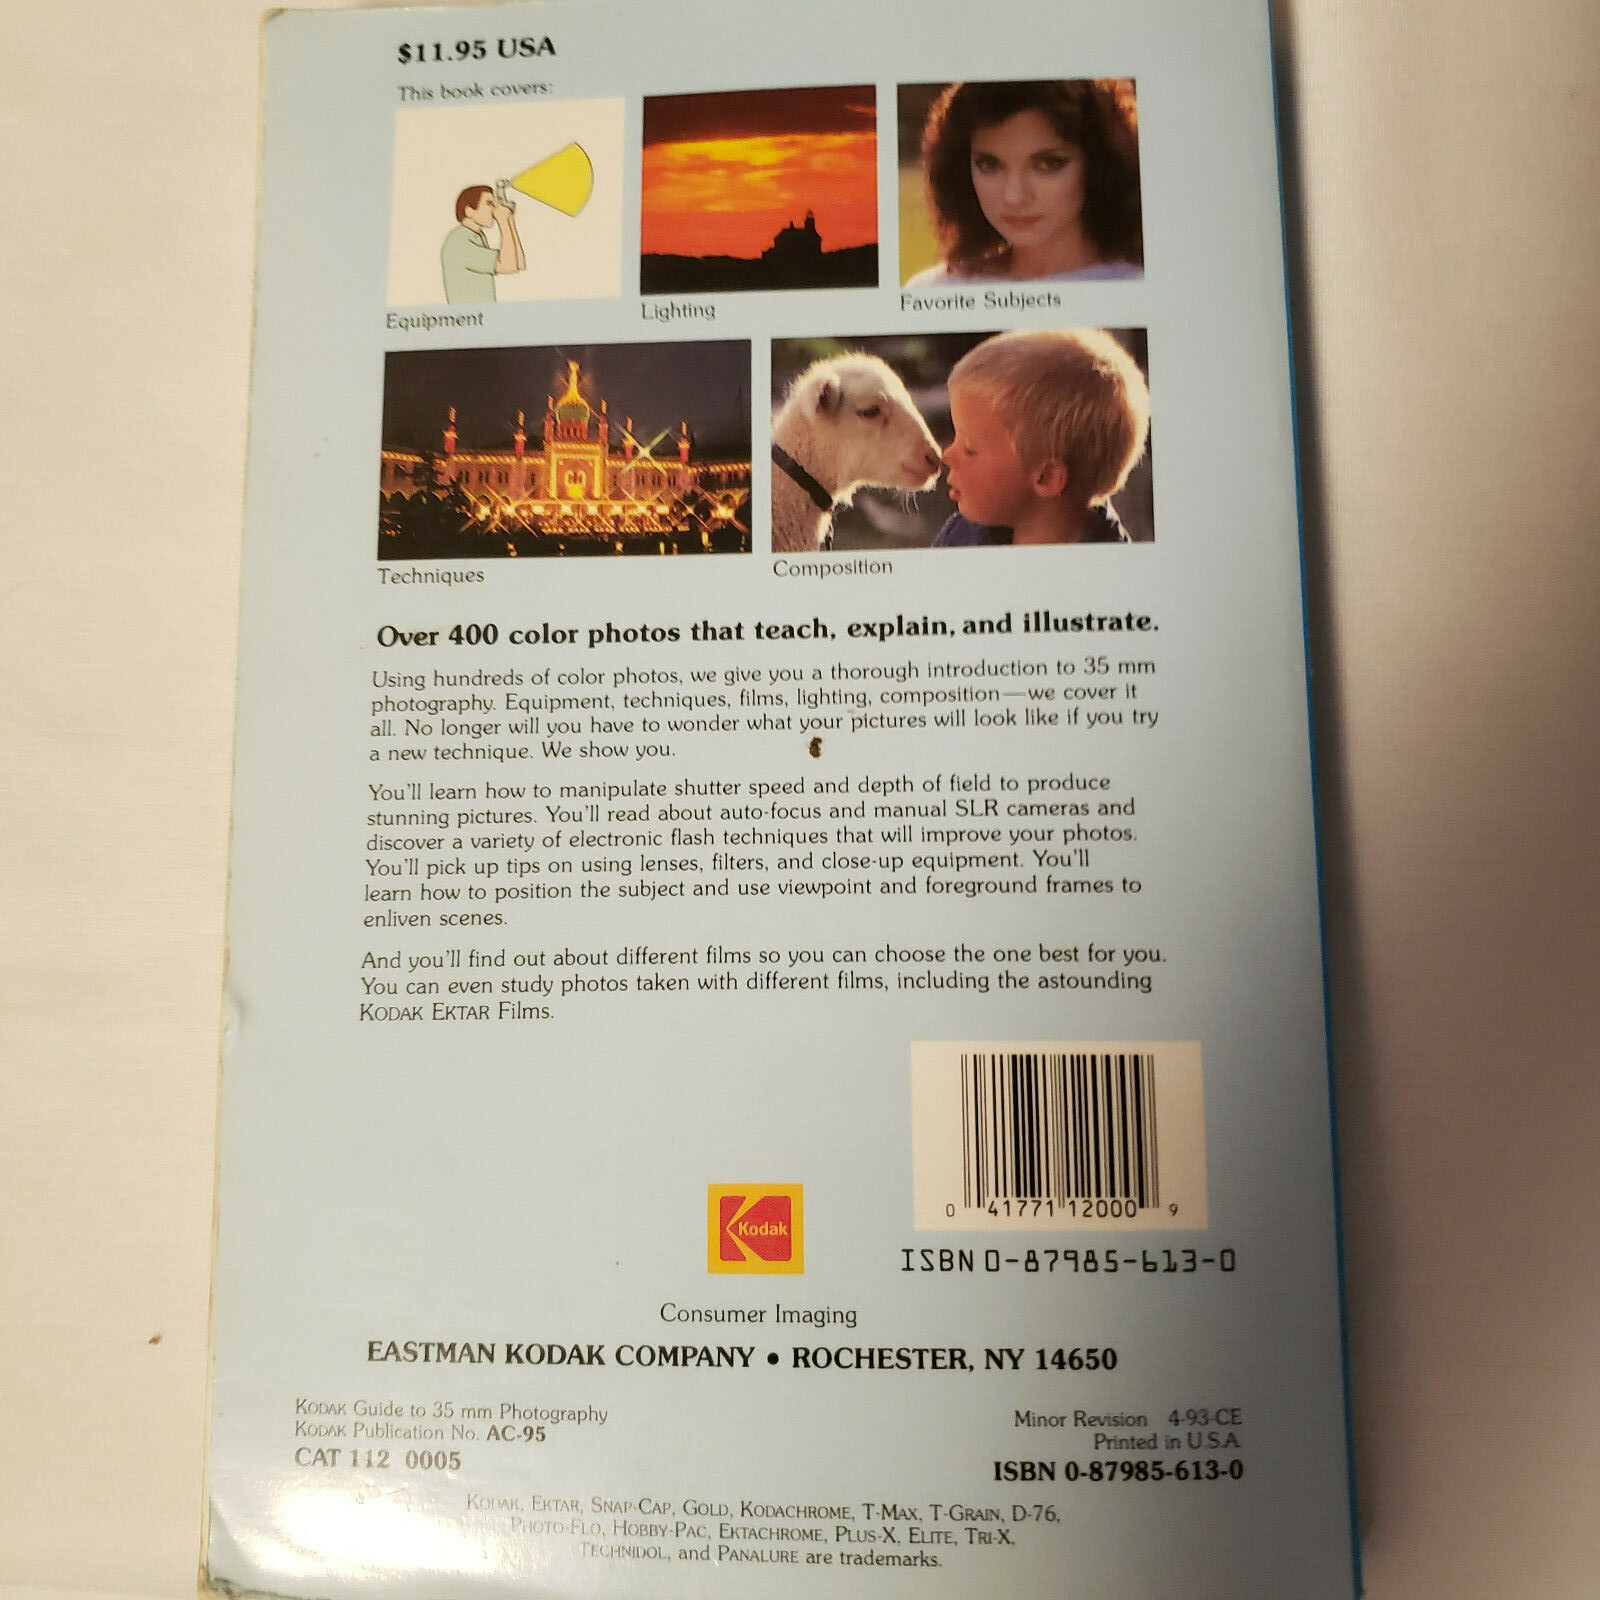 $11.95 USA
This book covers:
Equipment
Lighting
Favorite Subjects
Techniques
Composition
Over 400 color photos that teach, explain, and illustrate.
Using hundreds of color photos, we give you a thorough introduction to 35 mm
photography. Equipment, techniques, films, lighting, composition—we cover it
all. No longer will you have to wonder what your pictures will look like if you try
a new technique. We show you.
You'll learn how to manipulate shutter speed and depth of field to produce
stunning pictures. You'll read about auto-focus and manual SLR cameras and
discover a variety of electronic flash techniques that will improve your photos.
You'll pick up tips on using lenses, filters, and close-up equipment. You'll
learn how to position the subject and use viewpoint and foreground frames to
enliven scenes.
And you'll find out about different films so you can choose the one best for you.
You can even study photos taken with different films, including the astounding
KODAK EKTAR Films.
0 41771 12000 9
ISBN 0-87985-613-0
Kodak
Consumer Imaging
EASTMAN KODAK COMPANY • ROCHESTER, NY 14650
KODAK Guide to 35 mm Photography
KODAK Publication No. AC-95
CAT 112 0005
Minor Revision 4-93-CE
Printed in U.S.A.
ISBN 0-87985-613-0
KODAK, EKTAR, SNAP-CAP, GOLD, KODACHROME, T-MAX, T-GRAIN, D-76,
PHOTO-FLO, HOBBY-PAC, EKTACHROME, PLUS-X, ELITE, TRI-X,
TECHNIDOL, and PANALURE are trademarks.